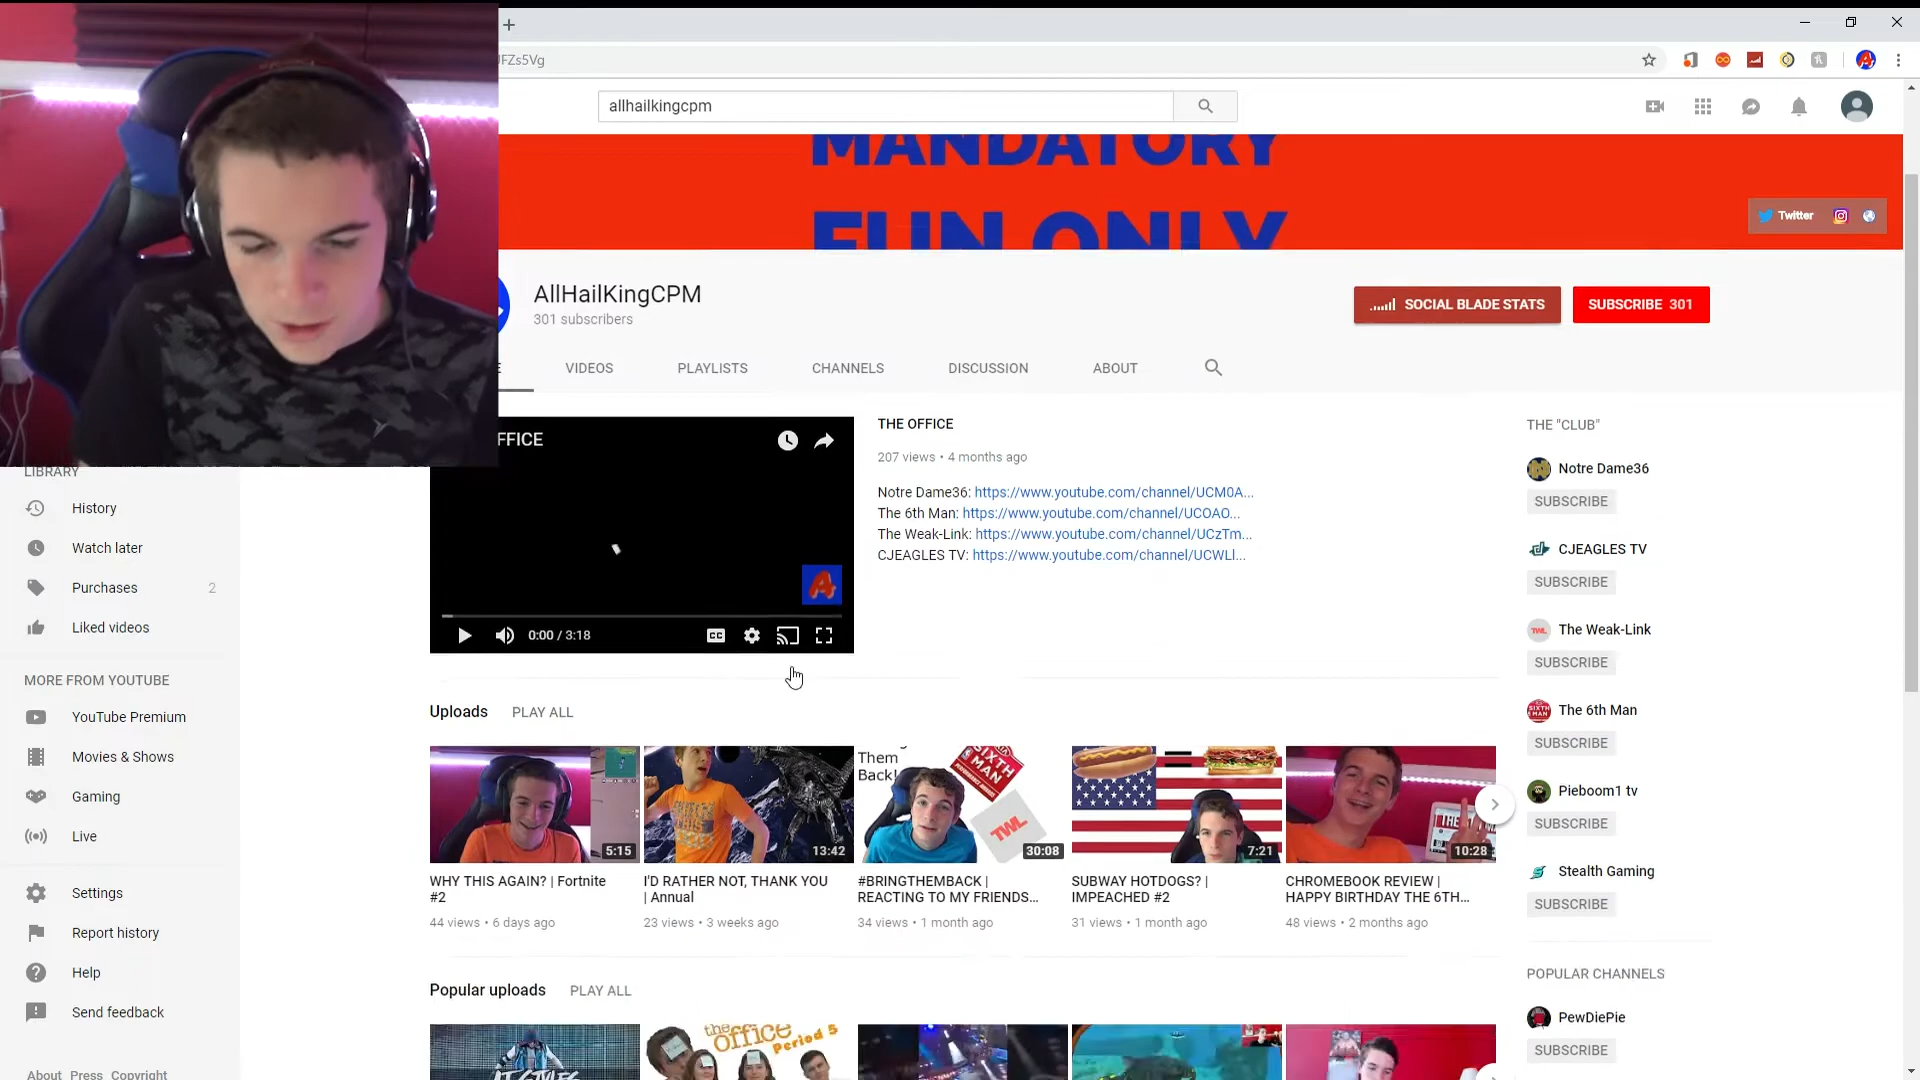 JFZs5Vg
allhailkingcpm
MANDATORY
FUN ONLY
Twitter
AllHailKingCPM
301 subscribers
SOCIAL BLADE STATS
SUBSCRIBE 301
E
VIDEOS
PLAYLISTS
CHANNELS
DISCUSSION
ABOUT
LIBRARY
History
Watch later
Purchases 2
Liked videos
MORE FROM YOUTUBE
YouTube Premium
Movies & Shows
Gaming
Live
Settings
Report history
Help
Send feedback
About Press Copyright
FFICE
A
0:00 / 3:18
CC
THE OFFICE
207 views • 4 months ago
Notre Dame36: https://www.youtube.com/channel/UCM0A...
The 6th Man: https://www.youtube.com/channel/UCOAO...
The Weak-Link: https://www.youtube.com/channel/UCzTm...
CJEAGLES TV: https://www.youtube.com/channel/UCWLl...
Uploads PLAY ALL
5:15
WHY THIS AGAIN? | Fortnite
#2
44 views • 6 days ago
13:42
I'D RATHER NOT, THANK YOU
| Annual
23 views • 3 weeks ago
Them
Back!
SIXTH
MAN
TWL
30:08
#BRINGTHEMBACK |
REACTING TO MY FRIENDS...
34 views • 1 month ago
7:21
SUBWAY HOTDOGS? |
IMPEACHED #2
31 views • 1 month ago
10:28
CHROMEBOOK REVIEW |
HAPPY BIRTHDAY THE 6TH...
48 views • 2 months ago
Popular uploads PLAY ALL
the office
Period 5
THE "CLUB"
Notre Dame36
SUBSCRIBE
CJEAGLES TV
SUBSCRIBE
TWL
The Weak-Link
SUBSCRIBE
SIXTH
MAN
The 6th Man
SUBSCRIBE
Pieboom1 tv
SUBSCRIBE
Stealth Gaming
SUBSCRIBE
POPULAR CHANNELS
PewDiePie
SUBSCRIBE